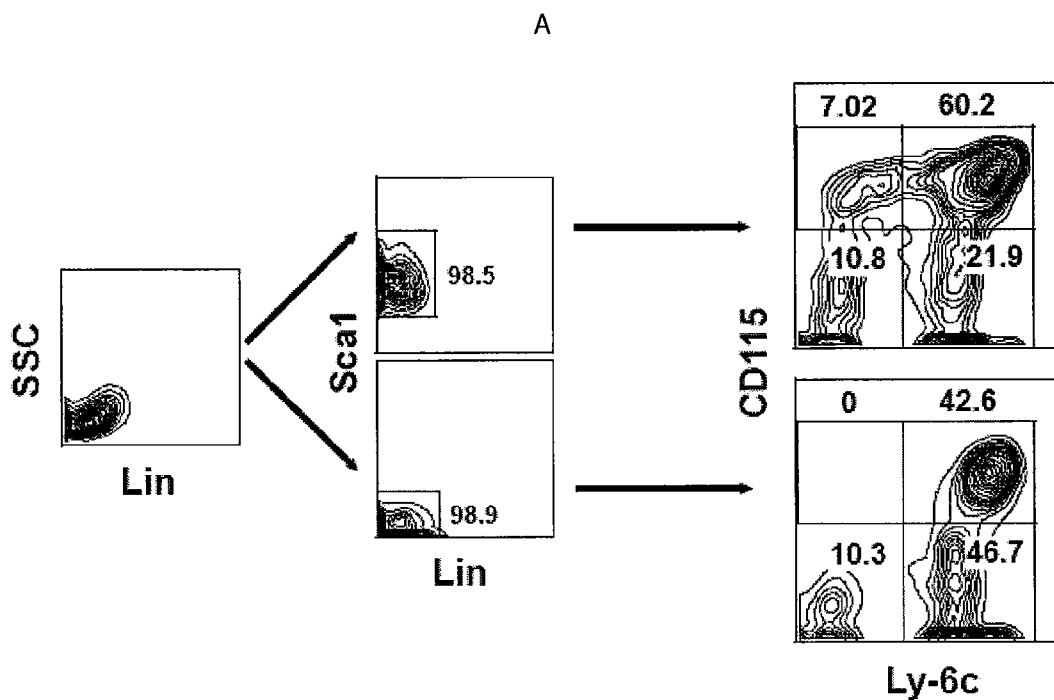 A
SSC
Lin
Sca1
98.5
98.9
Lin
CD115
7.02 60.2
10.8 21.9
0 42.6
10.3 46.7
Ly-6c